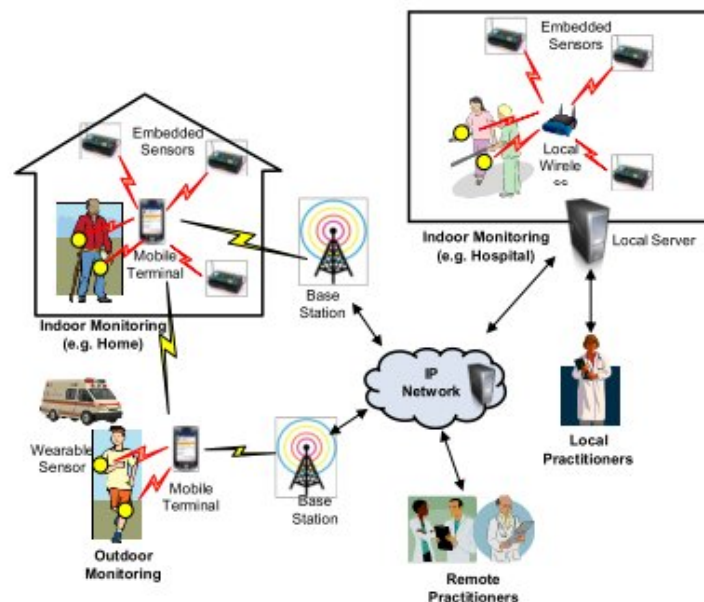 Embedded
Sensors
Local
Wirele
Indoor Monitoring
(e.g. Hospital)
Local Server
Embedded
Sensors
Mobile
Terminal
Indoor Monitoring
(e.g. Home)
Base
Station
IP
Network
Local
Practitioners
Wearable
Sensor
Mobile
Terminal
Base
Station
Outdoor
Monitoring
Remote
Practitioners